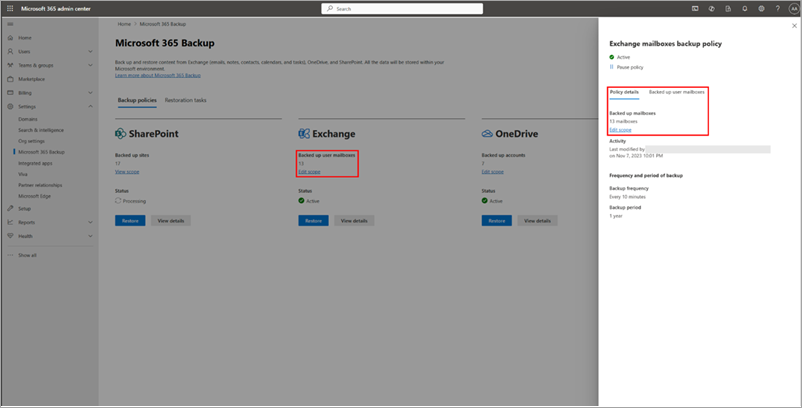 Microsoft 365 admin center
Search
AA
Home
Users
Teams & groups
Marketplace
Billing
Settings
Domains
Search & intelligence
Org settings
Microsoft 365 Backup
Integrated apps
Viva
Partner relationships
Microsoft Edge
Setup
Reports
Health
Show all
Home > Microsoft 365 Backup
Microsoft 365 Backup
Back up and restore content from Exchange (emails, notes, contacts, calendars, and tasks), OneDrive, and SharePoint. All the data will be stored within your
Microsoft environment.
Learn more about Microsoft 365 Backup
Backup policies
Restoration tasks
SharePoint
Backed up sites
12
View scope
Status
Processing
Restore
View details
Exchange
Backed up user mailboxes
13
Edit scope
Status
Active
Restore
View details
OneDrive
Backed up accounts
7
Edit scope
Status
Active
Restore
View details
Exchange mailboxes backup policy
Active
Pause policy
Policy details
Backed up user mailboxes
Backed up mailboxes
13 mailboxes
Edit scope
Activity
Last modified by
on Nov 7, 2023 10:01 PM
Frequency and period of backup
Backup frequency
Every 10 minutes
Backup period
1 year